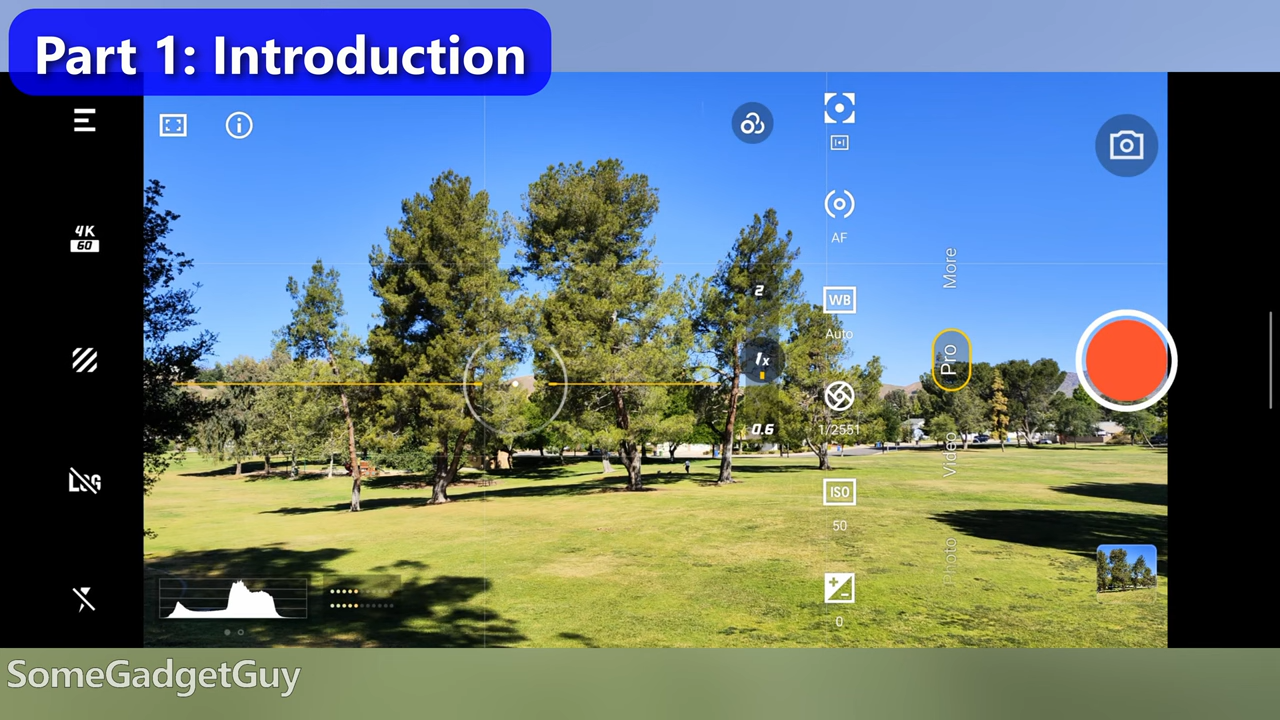 Part 1: Introduction
4K
60
LOG
AF
WB
Auto
1/2551
ISO
50
0
2
1x
0.6
More
Pro
Video
Photo
SomeGadgetGuy